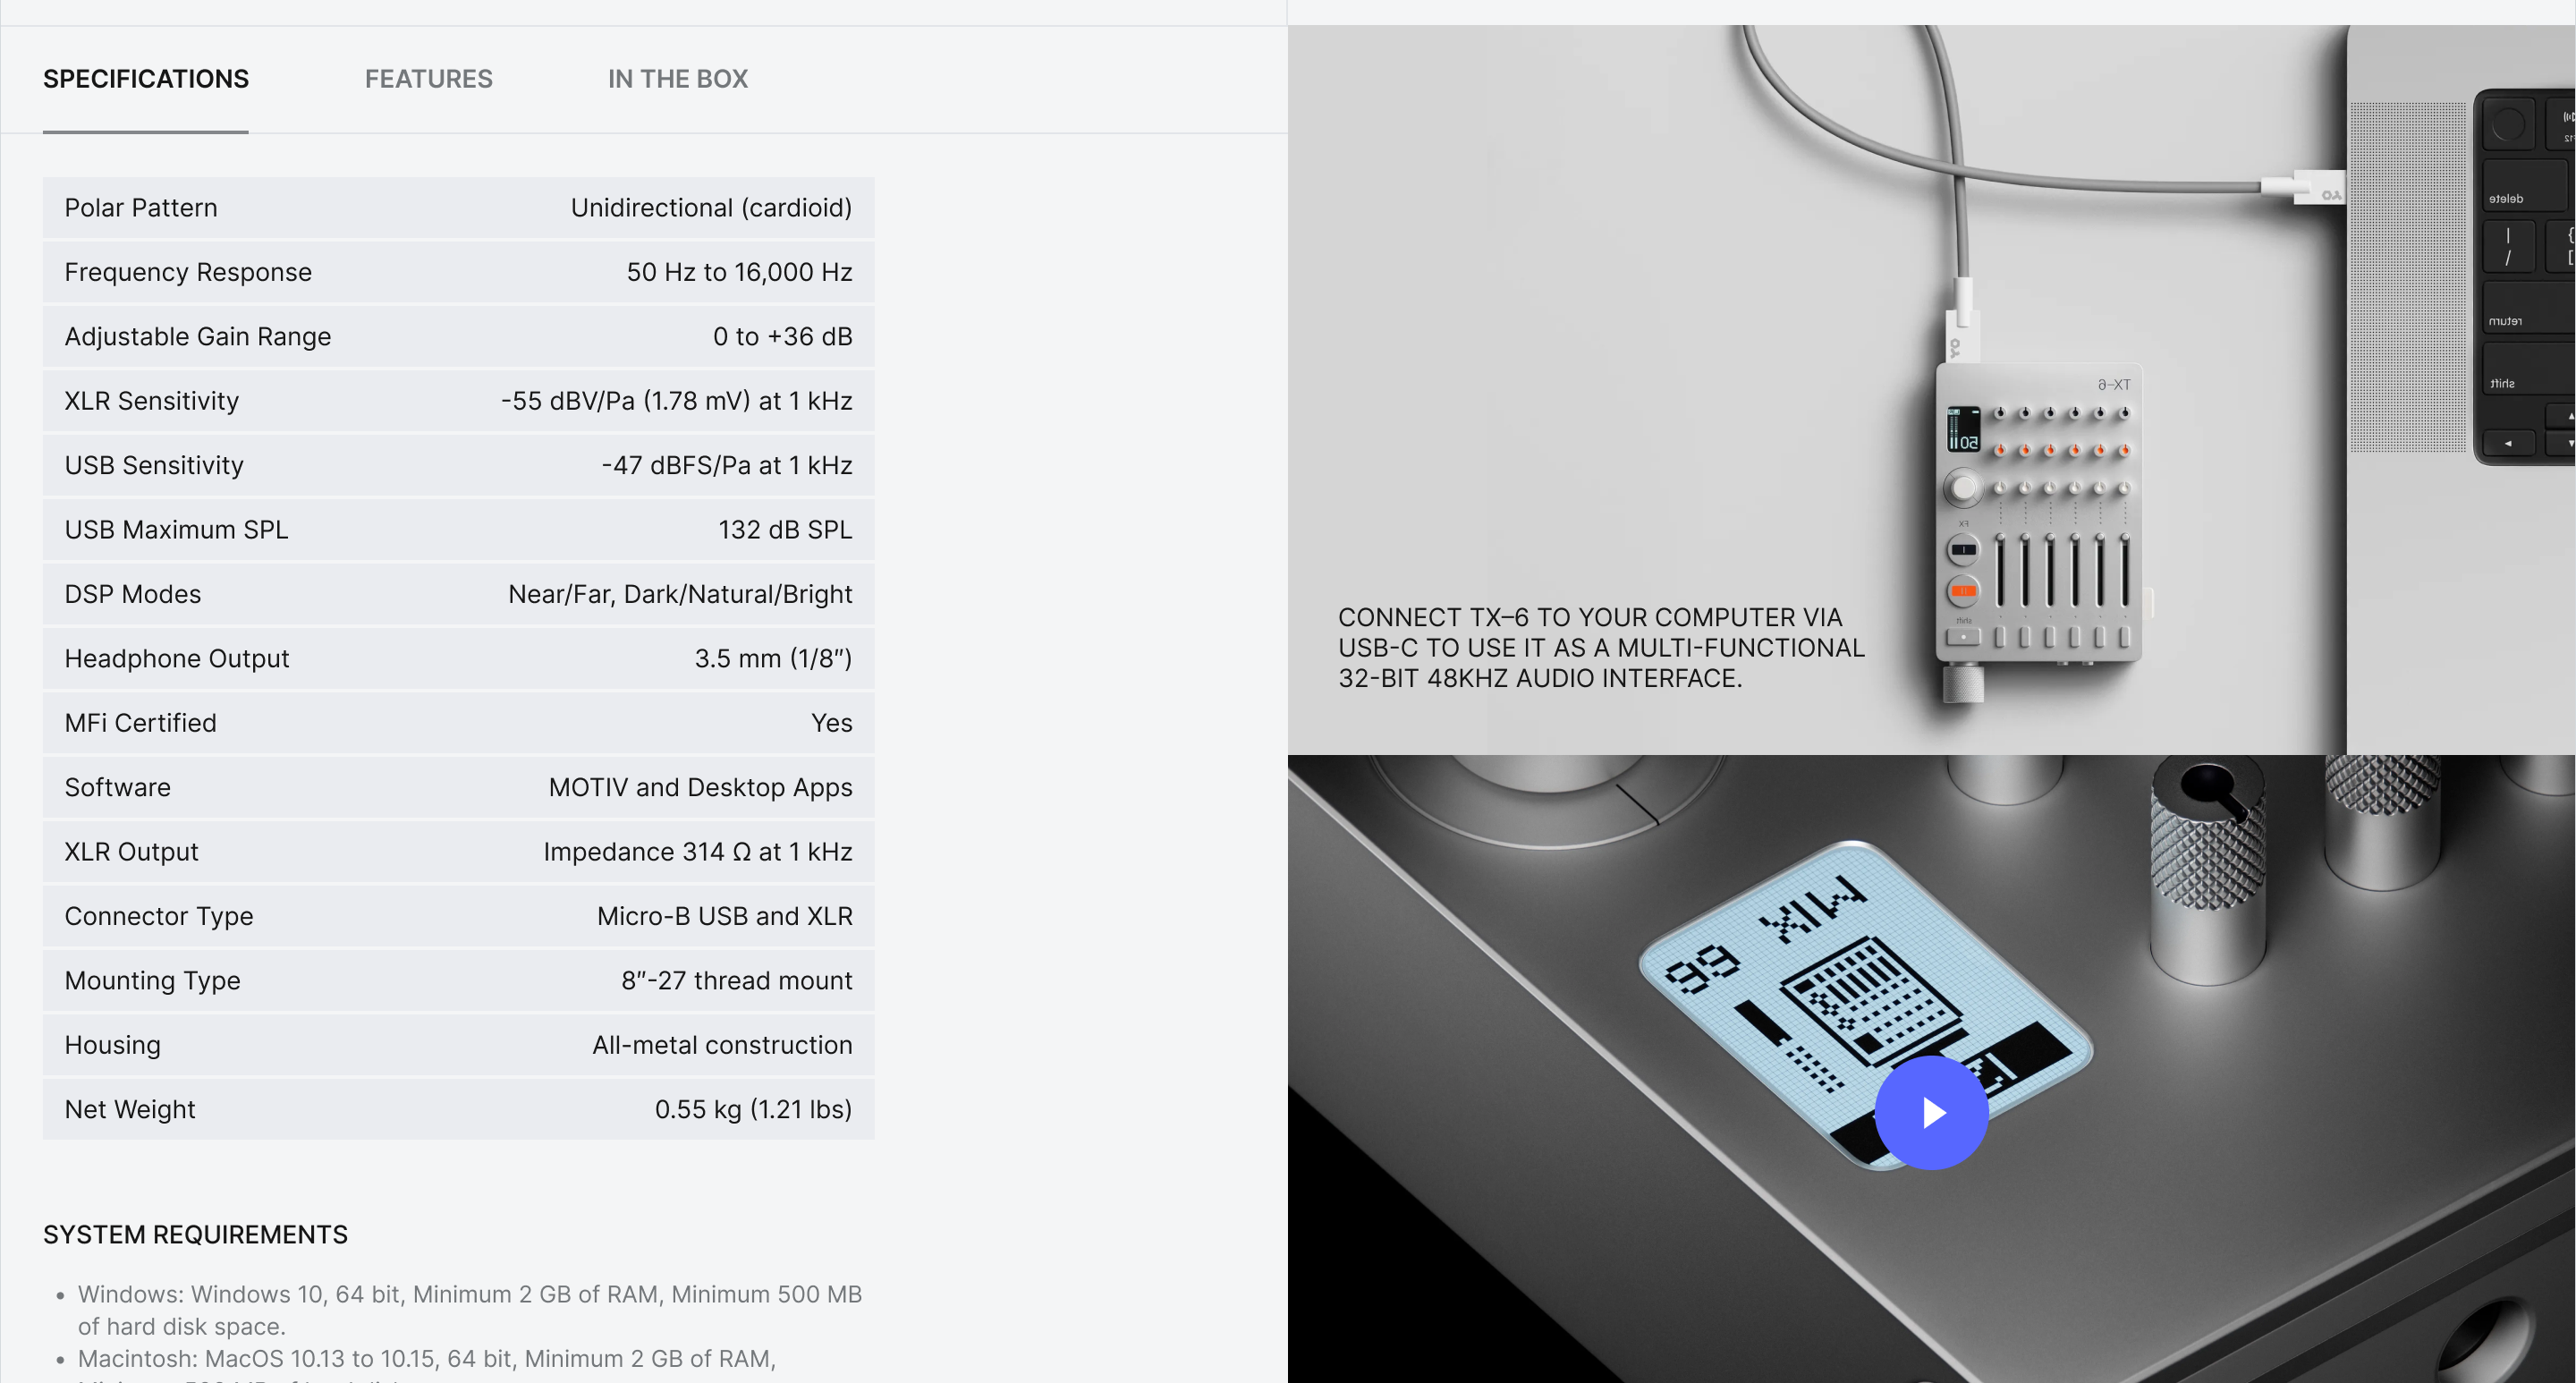 SPECIFICATIONS
FEATURES
IN THE BOX
Polar Pattern Unidirectional (cardioid)
Frequency Response 50 Hz to 16,000 Hz
Adjustable Gain Range 0 to +36 dB
XLR Sensitivity -55 dBV/Pa (1.78 mV) at 1 kHz
USB Sensitivity -47 dBFS/Pa at 1 kHz
USB Maximum SPL 132 dB SPL
DSP Modes Near/Far, Dark/Natural/Bright
Headphone Output 3.5 mm (1/8″)
MFi Certified Yes
Software MOTIV and Desktop Apps
XLR Output Impedance 314 Ω at 1 kHz
Connector Type Micro-B USB and XLR
Mounting Type 8″-27 thread mount
Housing All-metal construction
Net Weight 0.55 kg (1.21 lbs)
SYSTEM REQUIREMENTS
• Windows: Windows 10, 64 bit, Minimum 2 GB of RAM, Minimum 500 MB
of hard disk space.
• Macintosh: MacOS 10.13 to 10.15, 64 bit, Minimum 2 GB of RAM,
delete
return
shift
TX–6
50
FX
shift
CONNECT TX–6 TO YOUR COMPUTER VIA
USB-C TO USE IT AS A MULTI-FUNCTIONAL
32-BIT 48KHZ AUDIO INTERFACE.
MIX